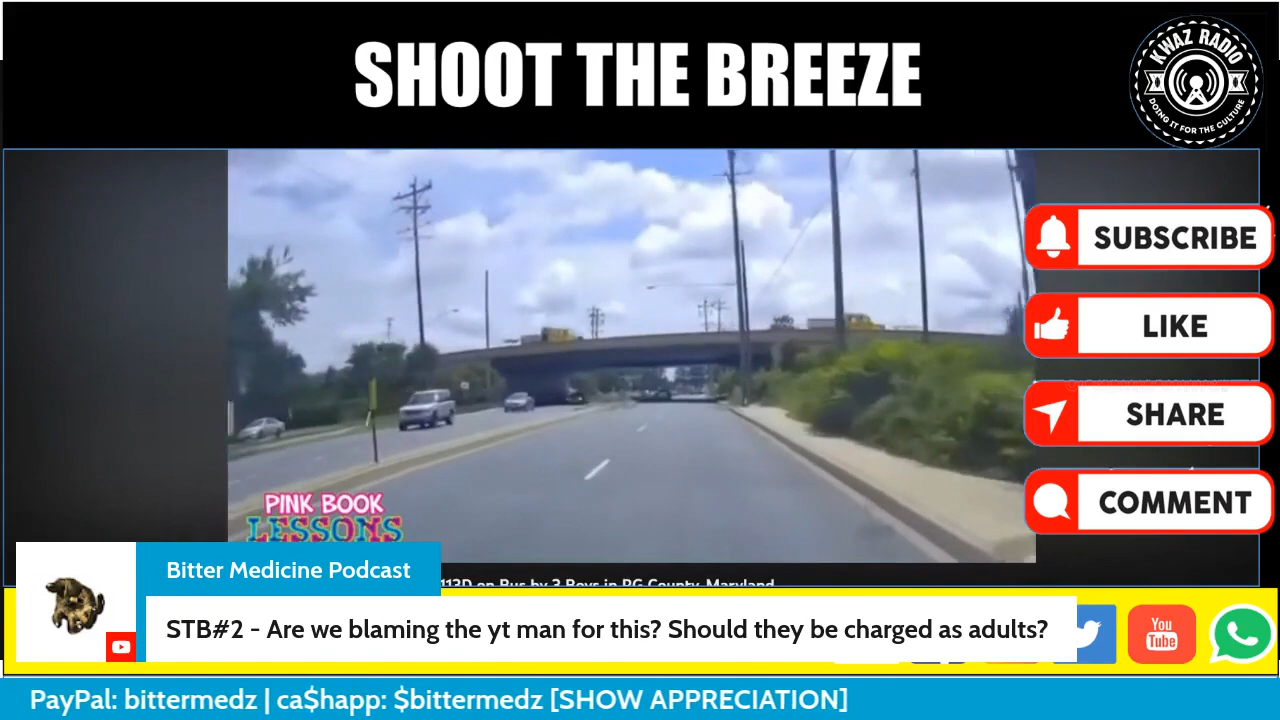 SHOOT THE BREEZE
KWAZ RADIO
DOING IT FOR THE CULTURE
SUBSCRIBE
LIKE
SHARE
COMMENT
PINK BOOK
LESSONS
on Bus by 3 Boys in PG County, Maryland
Bitter Medicine Podcast
STB#2 - Are we blaming the yt man for this? Should they be charged as adults?
You
Tube
PayPal: bittermedz | ca$happ: $bittermedz [SHOW APPRECIATION]